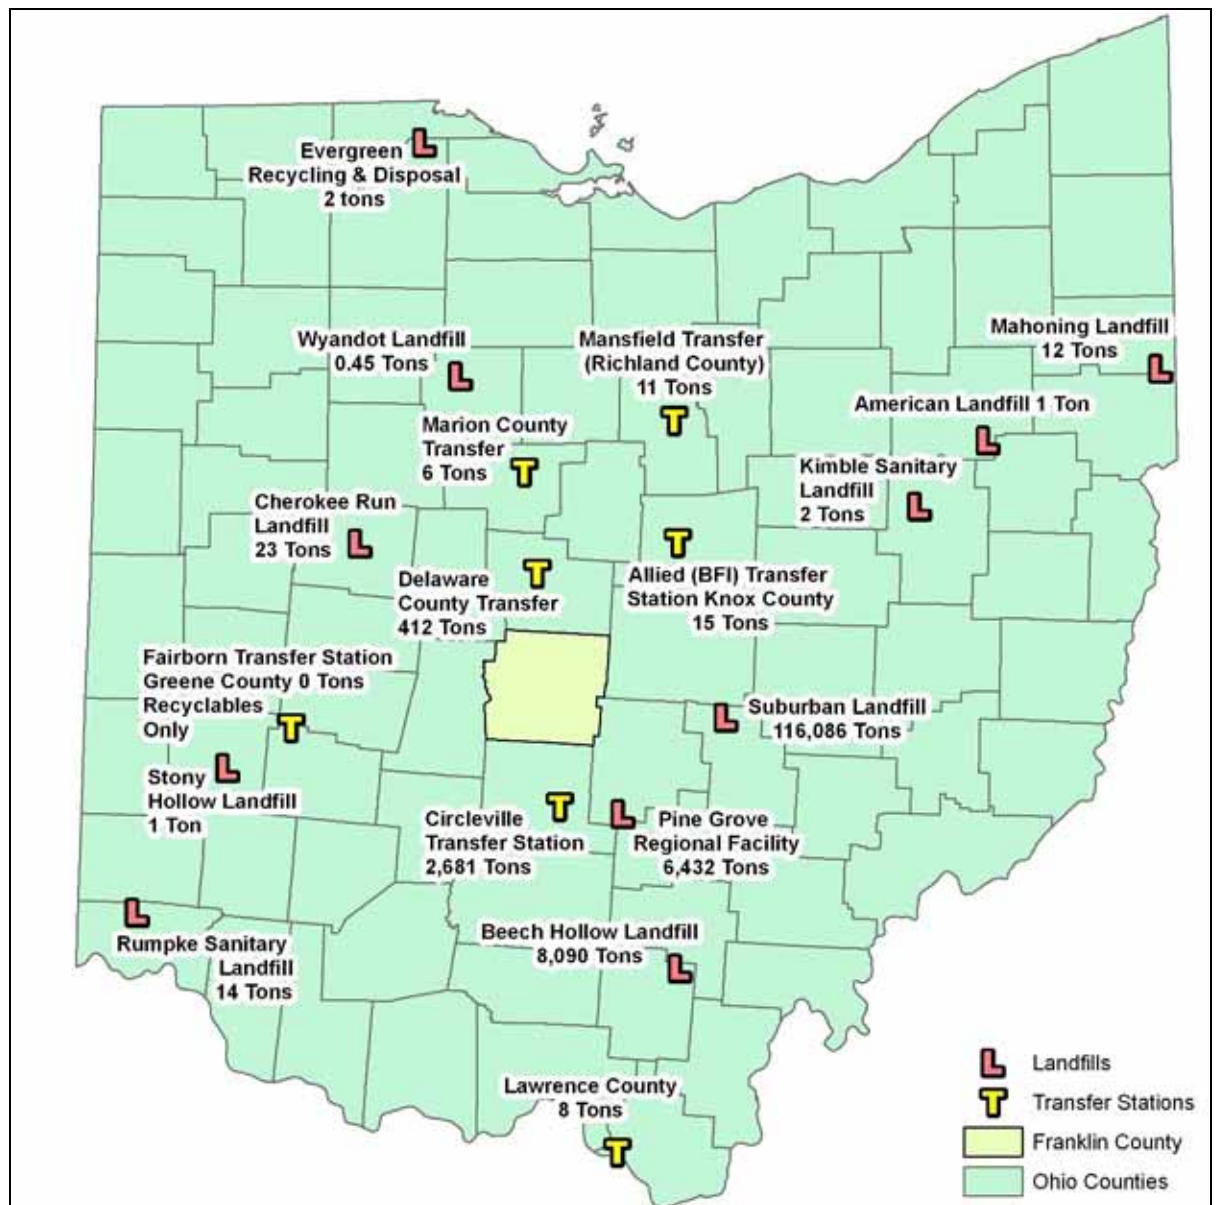 Evergreen
Recycling & Disposal
2 tons
Wyandot Landfill
0.45 Tons
Mansfield Transfer
(Richland County)
11 Tons
Mahoning Landfill
12 Tons
American Landfill 1 Ton
Marion County
Transfer
6 Tons
Kimble Sanitary
Landfill
2 Tons
Cherokee Run
Landfill
23 Tons
Delaware
County Transfer
412 Tons
Allied (BFI) Transfer
Station Knox County
15 Tons
Fairborn Transfer Station
Greene County 0 Tons
Recyclables
Only
Suburban Landfill
116,086 Tons
Stony
Hollow Landfill
1 Ton
Circleville
Transfer Station
2,681 Tons
Pine Grove
Regional Facility
6,432 Tons
Rumpke Sanitary
Landfill
14 Tons
Beech Hollow Landfill
8,090 Tons
Lawrence County
8 Tons
L Landfills
T Transfer Stations
Franklin County
Ohio Counties